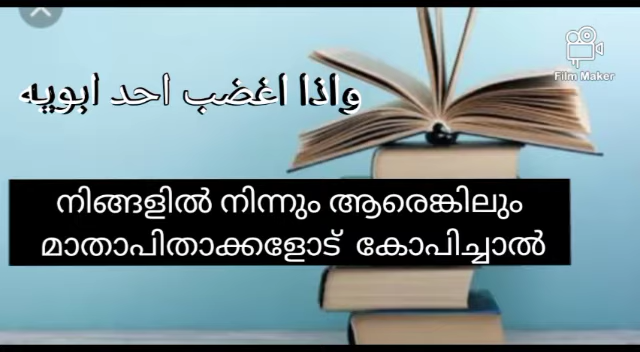 Film Maker
واذا اغضب احد ابويه
നിങ്ങളിൽ നിന്നും ആരെങ്കിലും
മാതാപിതാക്കളോട് കോപിച്ചാൽ